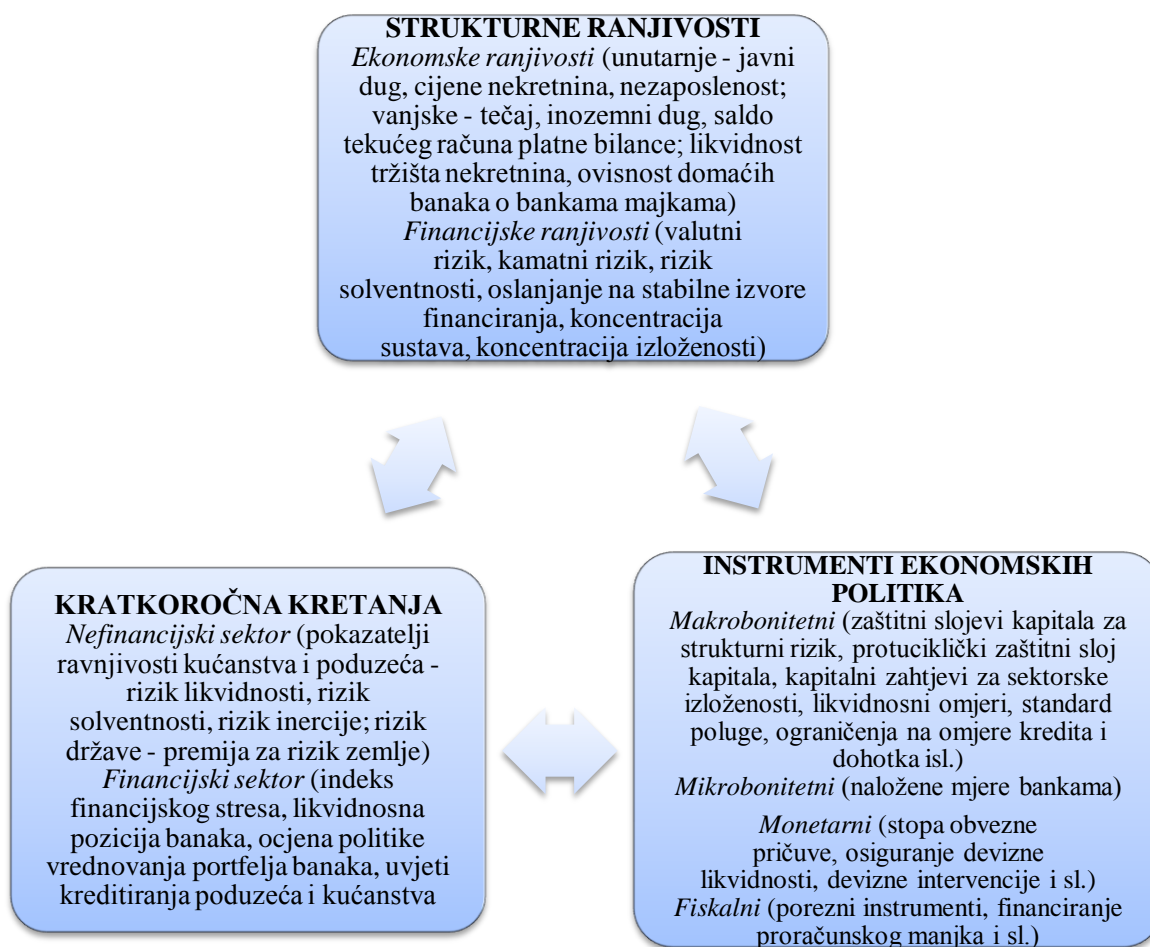 STRUKTURNE RANJIVOSTI
Ekonomske ranjivosti (unutarnje - javni
dug, cijene nekretnina, nezaposlenost;
vanjske - tečaj, inozemni dug, saldo
tekućeg računa platne bilance; likvidnost
tržišta nekretnina, ovisnost domaćih
banaka o bankama majkama)
Financijske ranjivosti (valutni
rizik, kamatni rizik, rizik
solventnosti, oslanjanje na stabilne izvore
financiranja, koncentracija
sustava, koncentracija izloženosti)
KRATKOROČNA KRETANJA
Nefinancijski sektor (pokazatelji
ravnjivosti kućanstva i poduzeća -
rizik likvidnosti, rizik
solventnosti, rizik inercije; rizik
države - premija za rizik zemlje)
Financijski sektor (indeks
financijskog stresa, likvidnosna
pozicija banaka, ocjena politike
vrednovanja portfelja banaka, uvjeti
kreditiranja poduzeća i kućanstva
INSTRUMENTI EKONOMSKIH
POLITIKA
Makrobonitetni (zaštitni slojevi kapitala za
strukturni rizik, protuciklički zaštitni sloj
kapitala, kapitalni zahtjevi za sektorske
izloženosti, likvidnosni omjeri, standard
poluge, ograničenja na omjere kredita i
dohotka isl.)
Mikrobonitetni (naložene mjere bankama)
Monetarni (stopa obvezne
pričuve, osiguranje devizne
likvidnosti, devizne intervencije i sl.)
Fiskalni (porezni instrumenti, financiranje
proračunskog manjka i sl.)